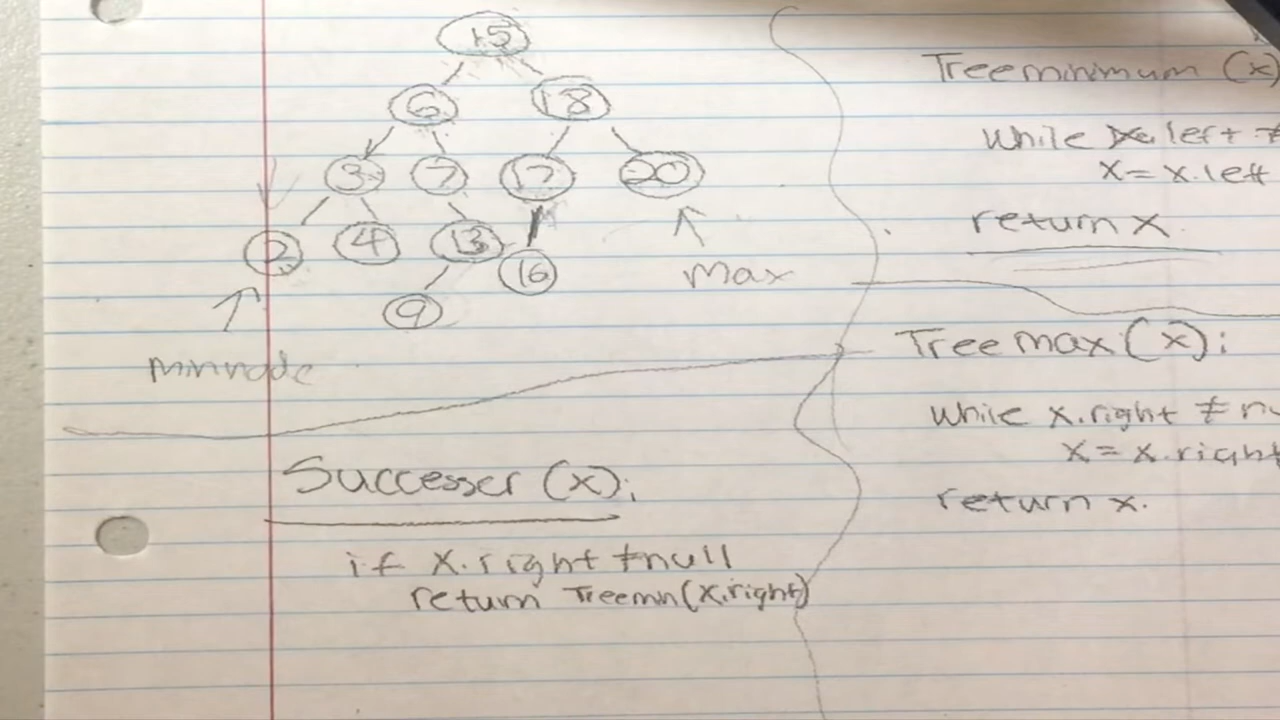 15
6 18
3 7 17 20
2 4 13 16
9
max
minnode
Successer (x):
if x.right ≠ null
return Treemin(x.right)
Treeminimum (x)
while x.left ≠
x = x.left
return x
Tree max (x):
while x.right ≠ nu
x = x.right
return x.